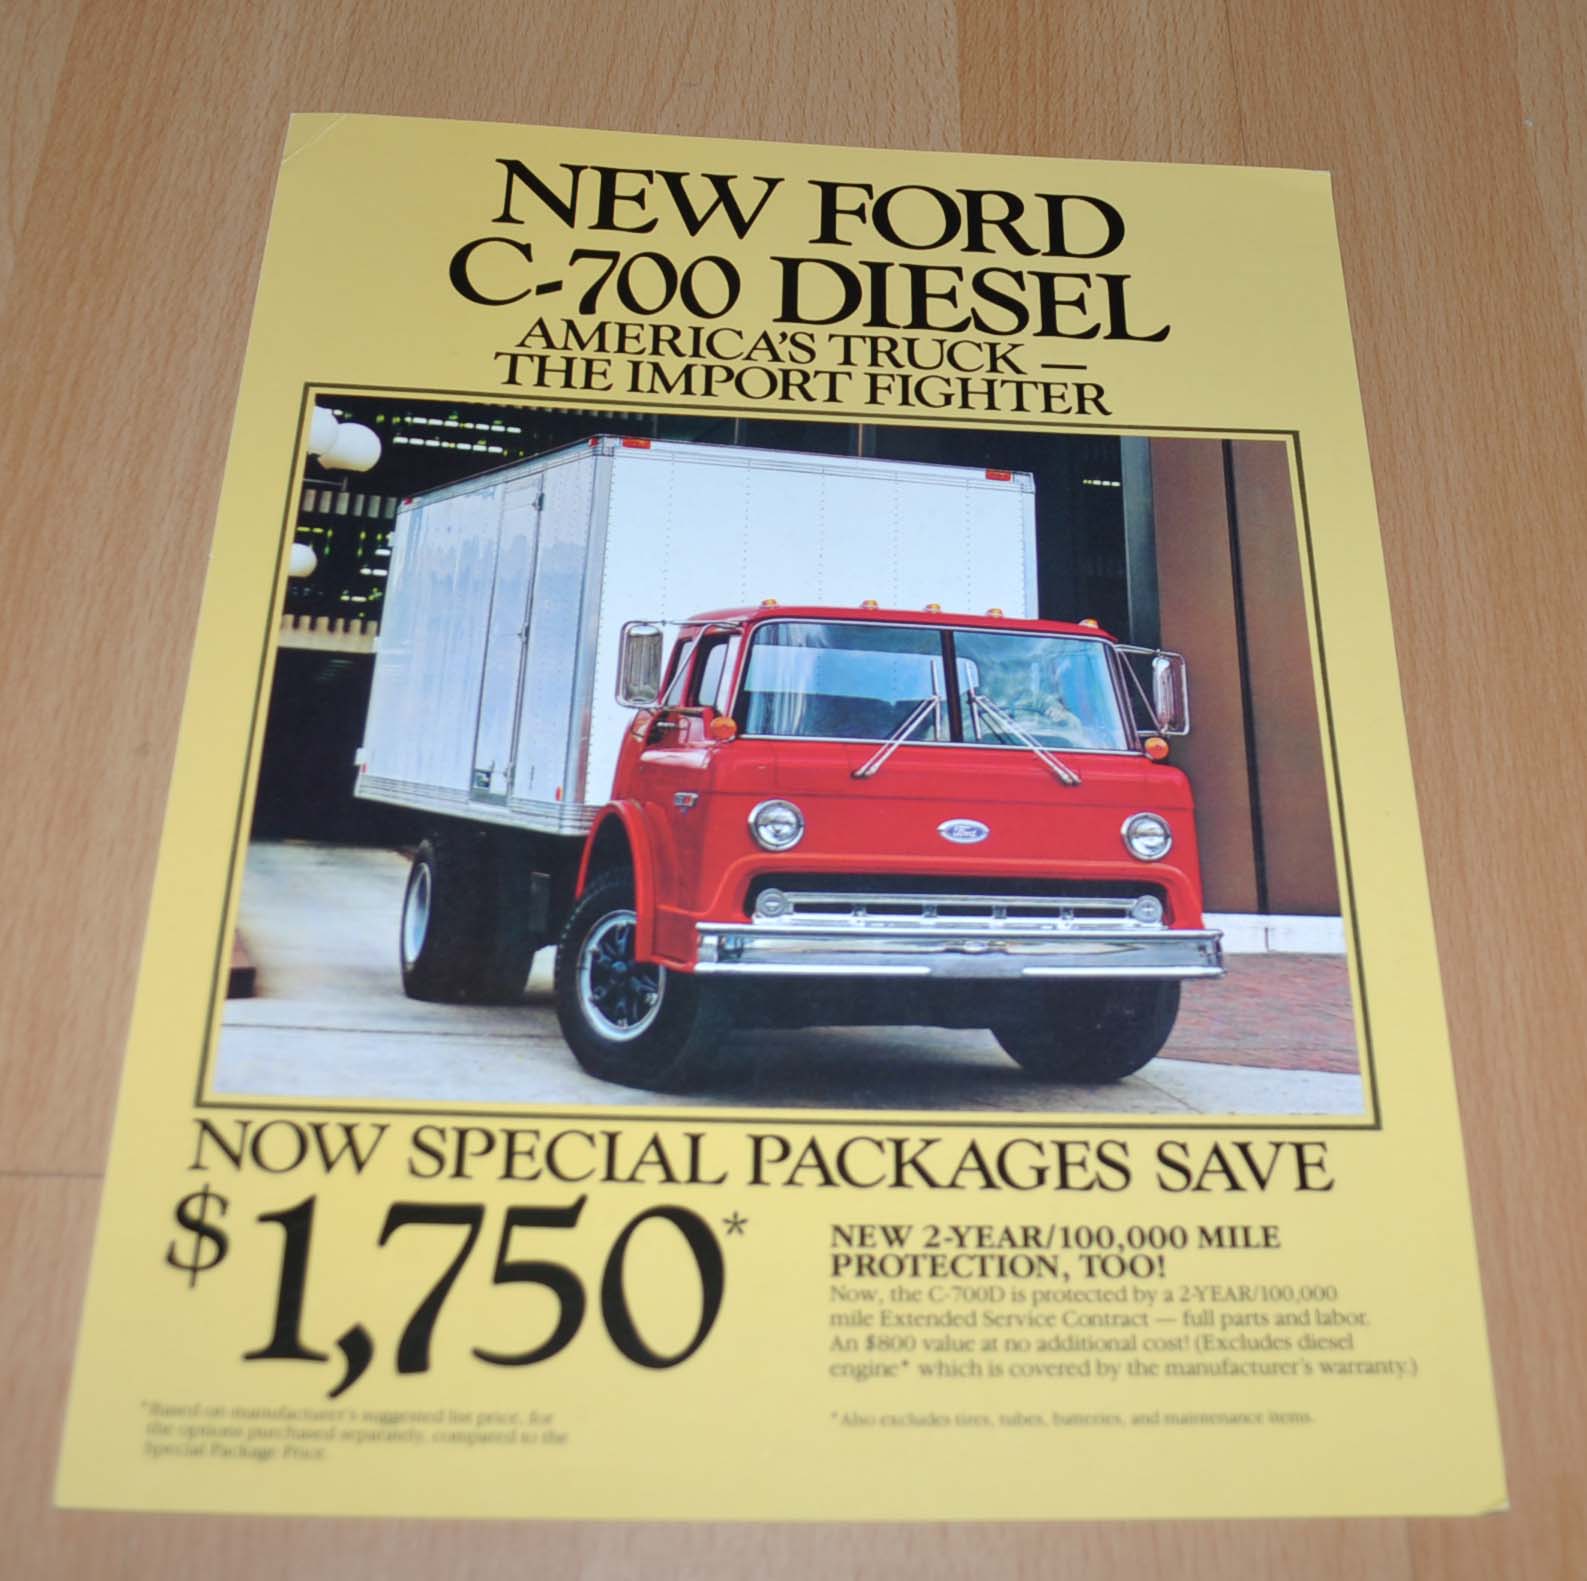 NEW FORD
C-700 DIESEL
AMERICA'S TRUCK —
THE IMPORT FIGHTER
Ford
NOW SPECIAL PACKAGES SAVE
$1,750*
NEW 2-YEAR/100,000 MILE
PROTECTION, TOO!
Now, the C-700D is protected by a 2-YEAR/100,000
mile Extended Service Contract — full parts and labor.
An $800 value at no additional cost! (Excludes diesel
engine* which is covered by the manufacturer's warranty.)
*Based on manufacturer's suggested list price, for
the options purchased separately, compared to the
Special Package Price.
*Also excludes tires, tubes, batteries, and maintenance items.